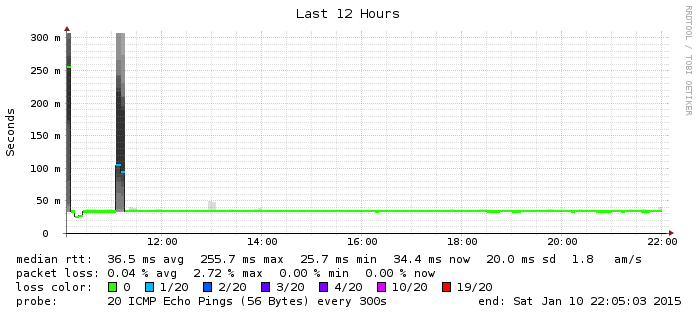 Last 12 Hours
RRDTOOL / TOBI OETIKER
Seconds
300 m
250 m
200 m
150 m
100 m
50 m
0
12:00 14:00 16:00 18:00 20:00 22:00
median rtt: 36.5 ms avg 255.7 ms max 25.7 ms min 34.4 ms now 20.0 ms sd 1.8 am/s
packet loss: 0.04 % avg 2.72 % max 0.00 % min 0.00 % now
loss color: 0 1/20 2/20 3/20 4/20 10/20 19/20
probe: 20 ICMP Echo Pings (56 Bytes) every 300s end: Sat Jan 10 22:05:03 2015